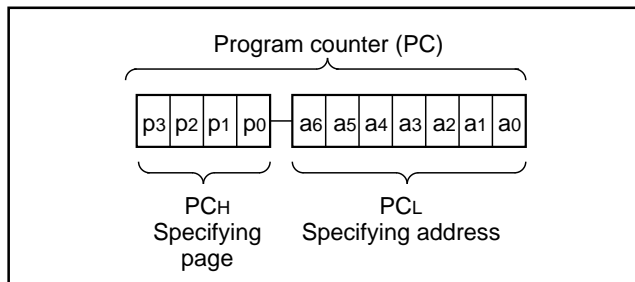 Program counter (PC)
p3 p2 p1 p0 a6 a5 a4 a3 a2 a1 a0
PCH PCL
Specifying page Specifying address